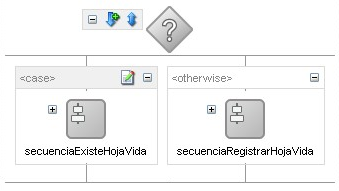 ?
<case>
<otherwise>
secuenciaExisteHojaVida
secuenciaRegistrarHojaVida